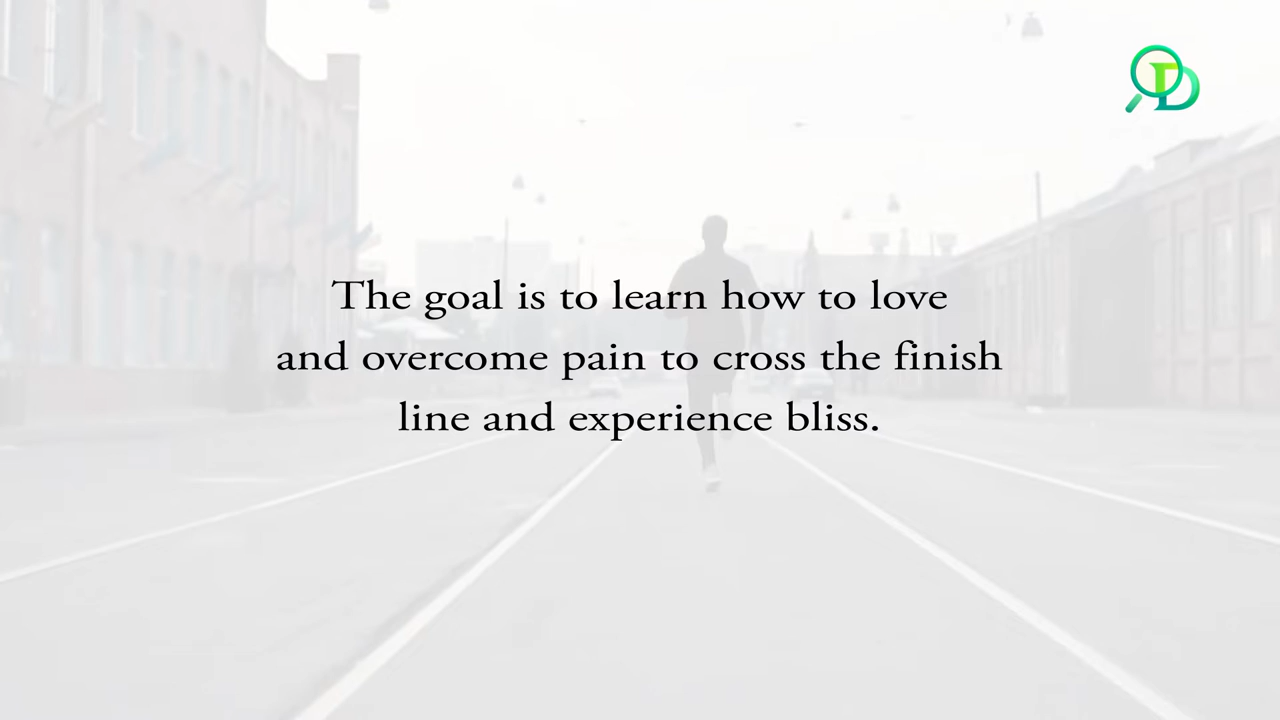 The goal is to learn how to love
and overcome pain to cross the finish
line and experience bliss.